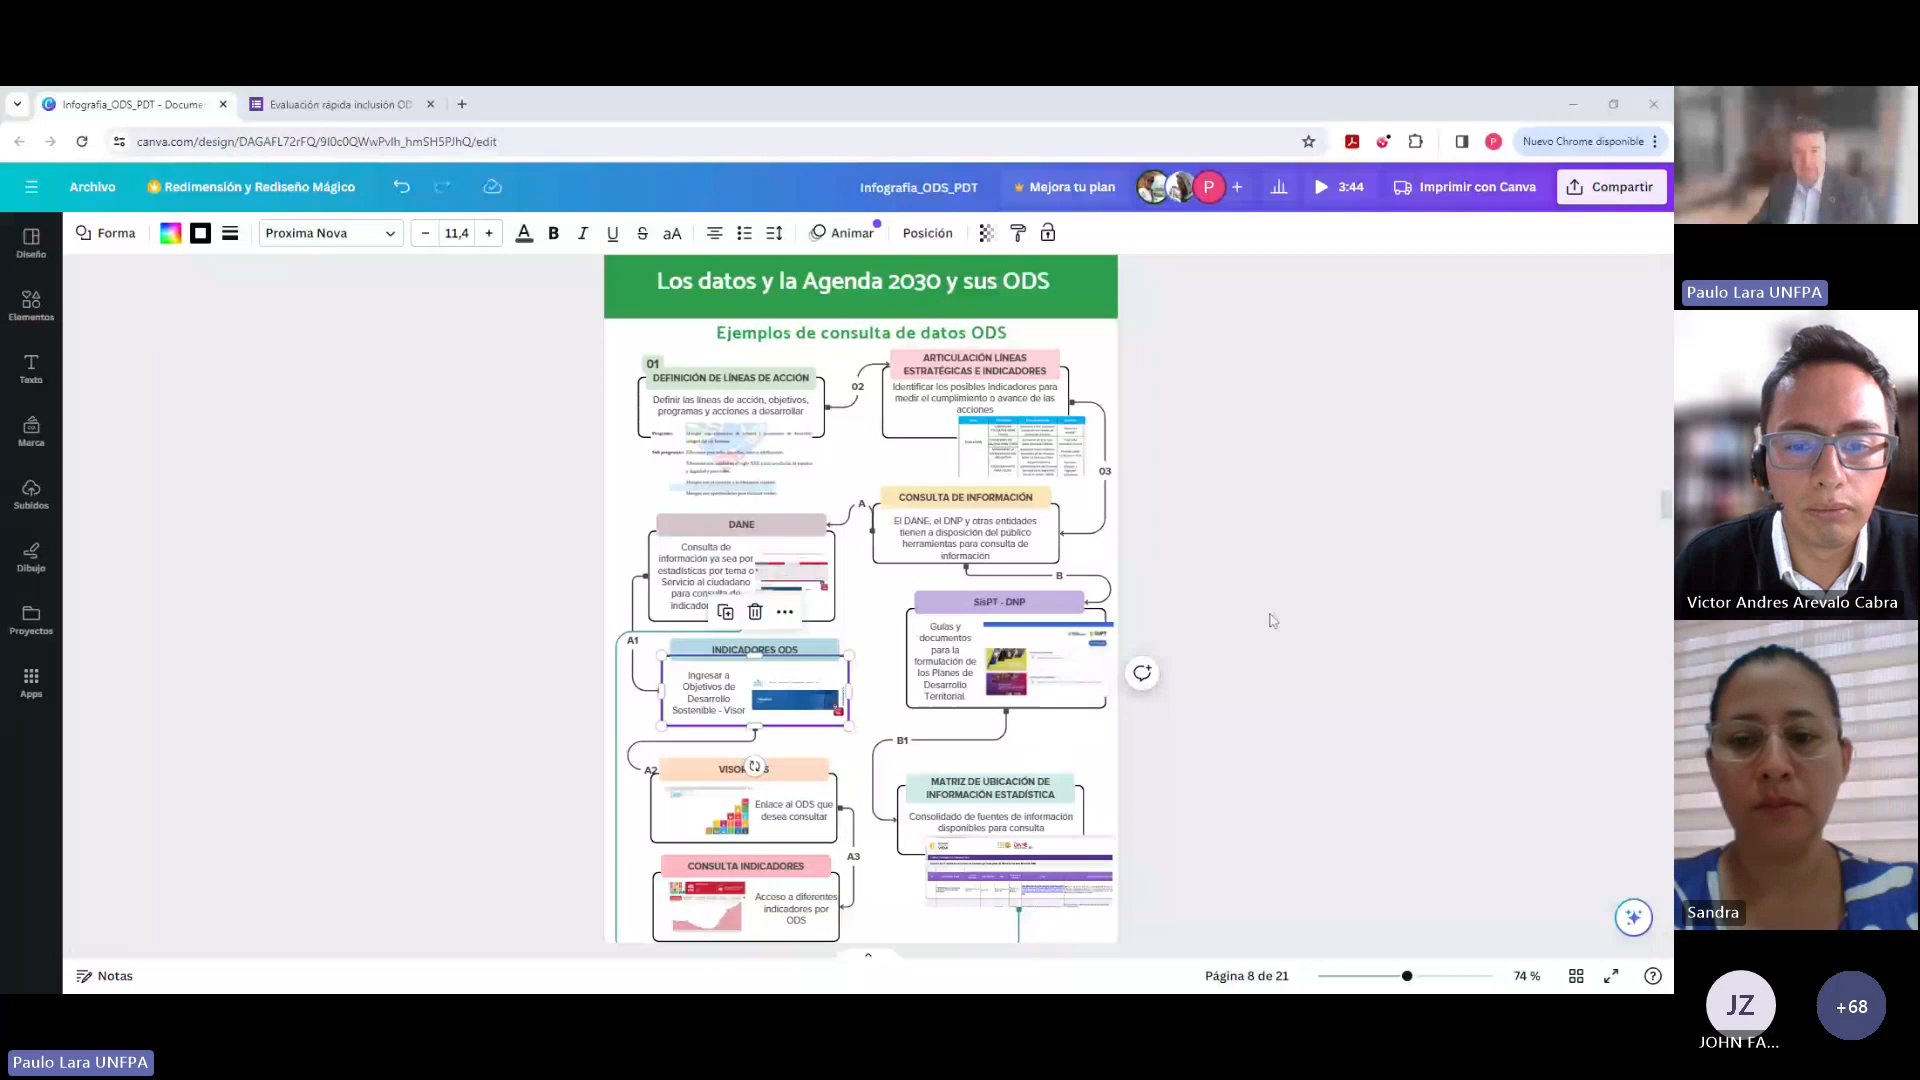 Infografia_ODS_PDT - Docume
Evaluación rápida inclusión OD
canva.com/design/DAGAFL72rFQ/9I0c0QWwPvIh_hmSH5PJhQ/edit
Nuevo Chrome disponible
Archivo
Redimensión y Rediseño Mágico
Infografia_ODS_PDT
Mejora tu plan
P
3:44
Imprimir con Canva
Compartir
Forma
Proxima Nova
11,4
A
B
I
U
S
aA
Animar
Posición
Diseño
Elementos
Texto
Marca
Subidos
Dibujo
Proyectos
Apps
Los datos y la Agenda 2030 y sus ODS
Ejemplos de consulta de datos ODS
01
DEFINICIÓN DE LÍNEAS DE ACCIÓN
Definir las líneas de acción, objetivos,
programas y acciones a desarrollar
02
ARTICULACIÓN LÍNEAS
ESTRATÉGICAS E INDICADORES
Identificar los posibles indicadores para
medir el cumplimiento o avance de las
acciones
03
CONSULTA DE INFORMACIÓN
El DANE, el DNP y otras entidades
tienen a disposición del público
herramientas para consulta de
información
A
DANE
Consulta de
información ya sea por
estadísticas por tema o
Servicio al ciudadano
para consulta de
indicador
B
SisPT - DNP
Guías y
documentos
para la
formulación de
los Planes de
Desarrollo
Territorial.
A1
INDICADORES ODS
Ingresar a
Objetivos de
Desarrollo
Sostenible - Visor
B1
A2
Enlace al ODS que
desea consultar
MATRIZ DE UBICACIÓN DE
INFORMACIÓN ESTADÍSTICA
Consolidado de fuentes de información
disponibles para consulta
A3
CONSULTA INDICADORES
Acceso a diferentes
indicadores por
ODS
Notas
Página 8 de 21
74 %
Paulo Lara UNFPA
Victor Andres Arevalo Cabra
Sandra
JZ
JOHN FA...
+68
Paulo Lara UNFPA